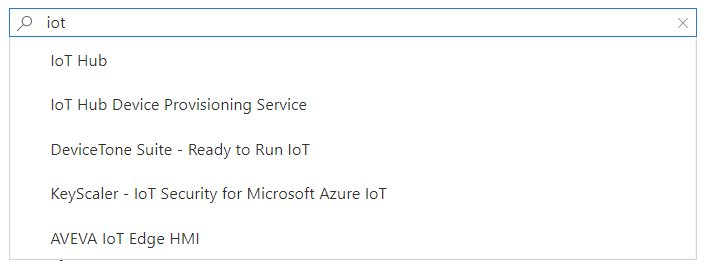 iot
IoT Hub
IoT Hub Device Provisioning Service
DeviceTone Suite - Ready to Run IoT
KeyScaler - IoT Security for Microsoft Azure IoT
AVEVA IoT Edge HMI